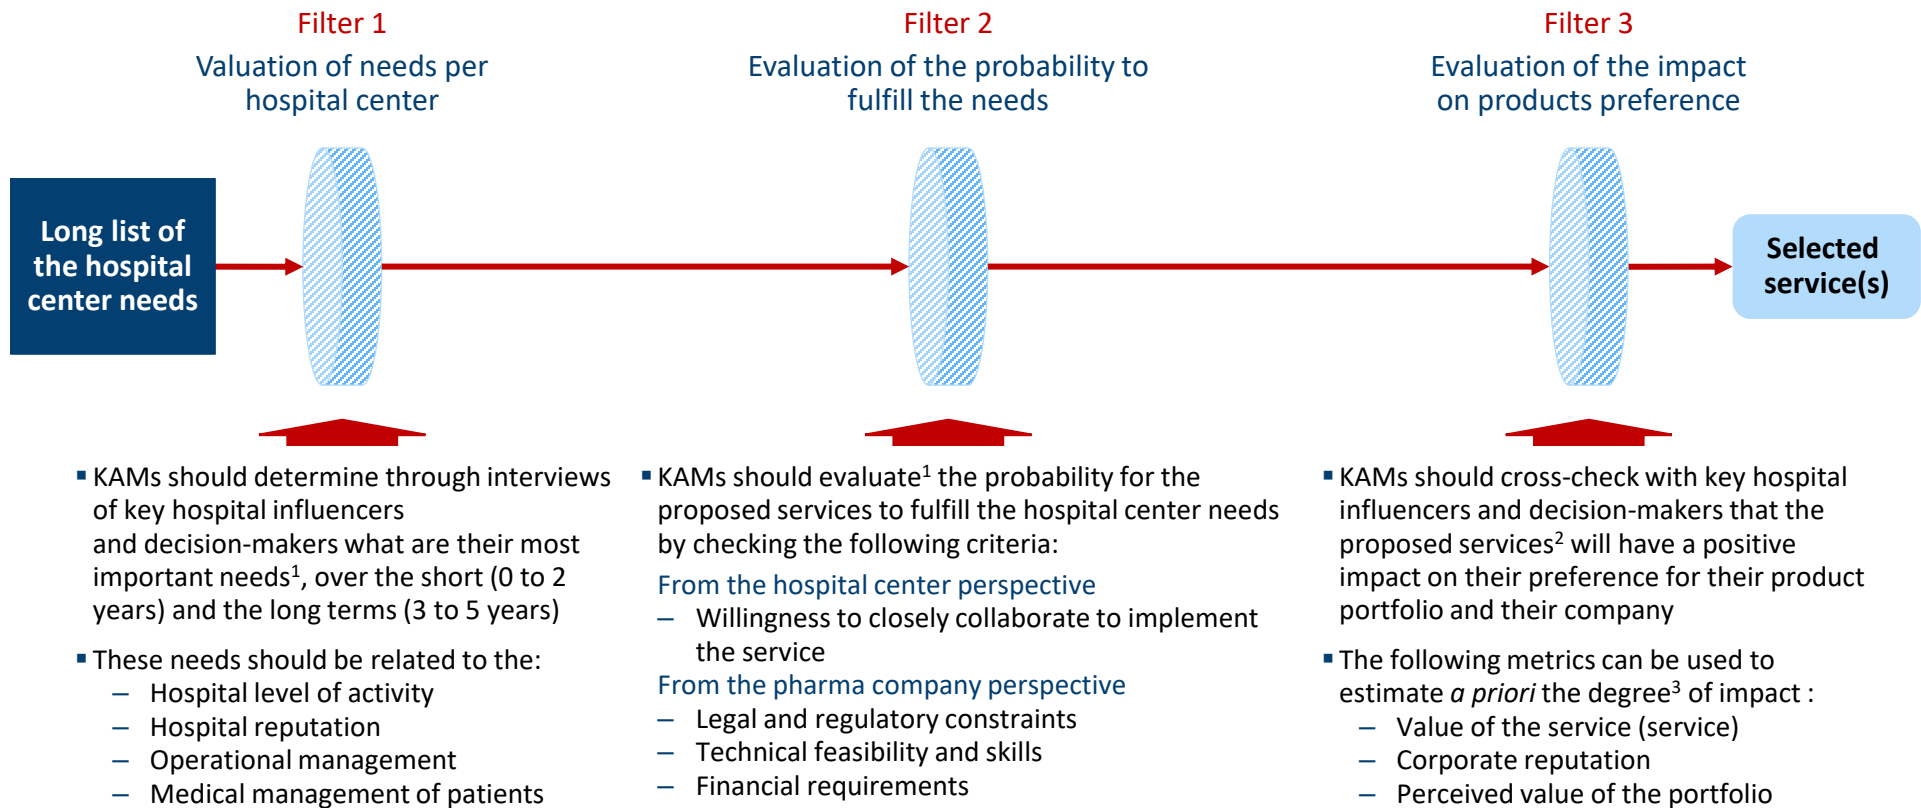 Filter 1
Valuation of needs per
hospital center
Filter 2
Evaluation of the probability to
fulfill the needs
Filter 3
Evaluation of the impact
on products preference
Long list of
the hospital
center needs
Selected
service(s)
▪ KAMs should determine through interviews
of key hospital influencers
and decision-makers what are their most
important needs¹, over the short (0 to 2
years) and the long terms (3 to 5 years)
▪ These needs should be related to the:
– Hospital level of activity
– Hospital reputation
– Operational management
– Medical management of patients
▪ KAMs should evaluate¹ the probability for the
proposed services to fulfill the hospital center needs
by checking the following criteria:
From the hospital center perspective
– Willingness to closely collaborate to implement
the service
From the pharma company perspective
– Legal and regulatory constraints
– Technical feasibility and skills
– Financial requirements
▪ KAMs should cross-check with key hospital
influencers and decision-makers that the
proposed services² will have a positive
impact on their preference for their product
portfolio and their company
▪ The following metrics can be used to
estimate a priori the degree³ of impact :
– Value of the service (service)
– Corporate reputation
– Perceived value of the portfolio